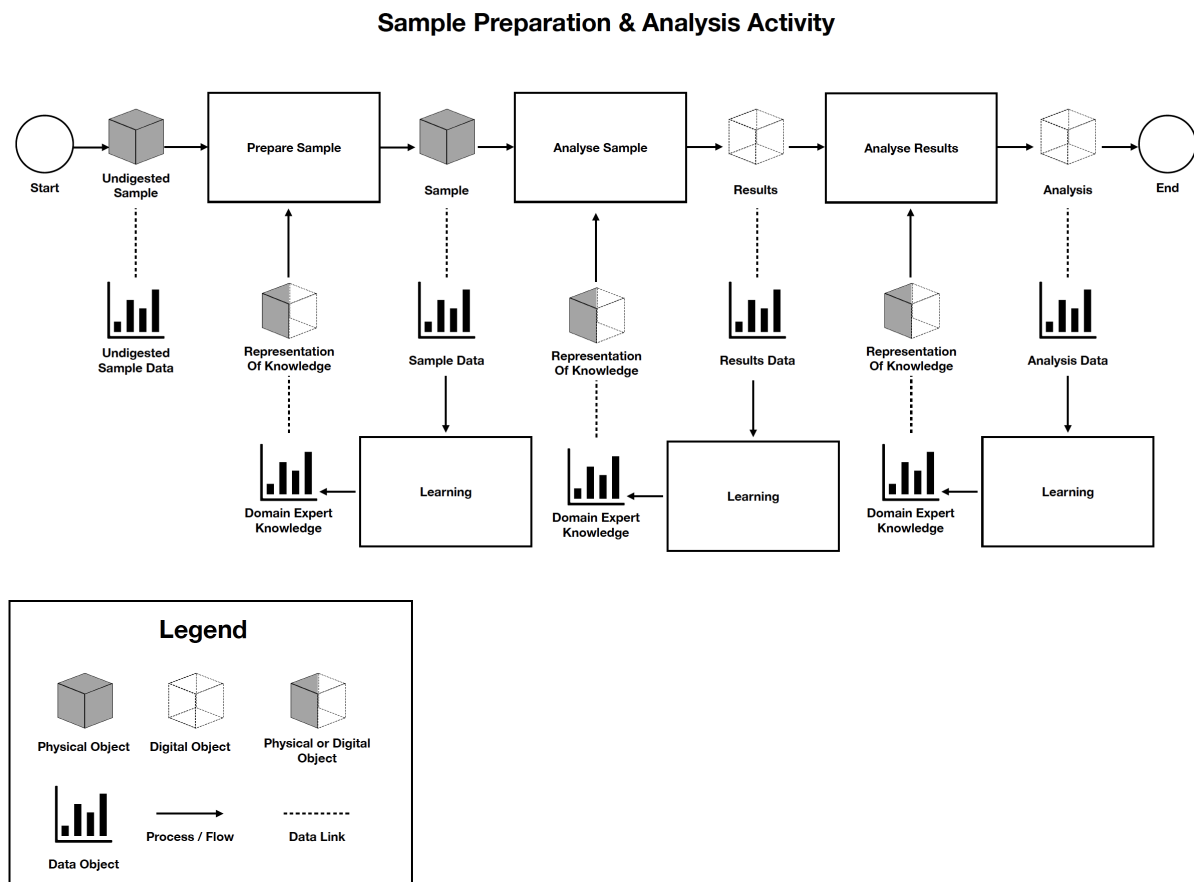 Sample Preparation & Analysis Activity
Start
Undigested
Sample
Prepare Sample
Sample
Analyse Sample
Results
Analyse Results
Analysis
End
Undigested
Sample Data
Representation
Of Knowledge
Sample Data
Representation
Of Knowledge
Results Data
Representation
Of Knowledge
Analysis Data
Domain Expert
Knowledge
Learning
Domain Expert
Knowledge
Learning
Domain Expert
Knowledge
Learning
Legend
Physical Object
Digital Object
Physical or Digital
Object
Data Object
Process / Flow
Data Link